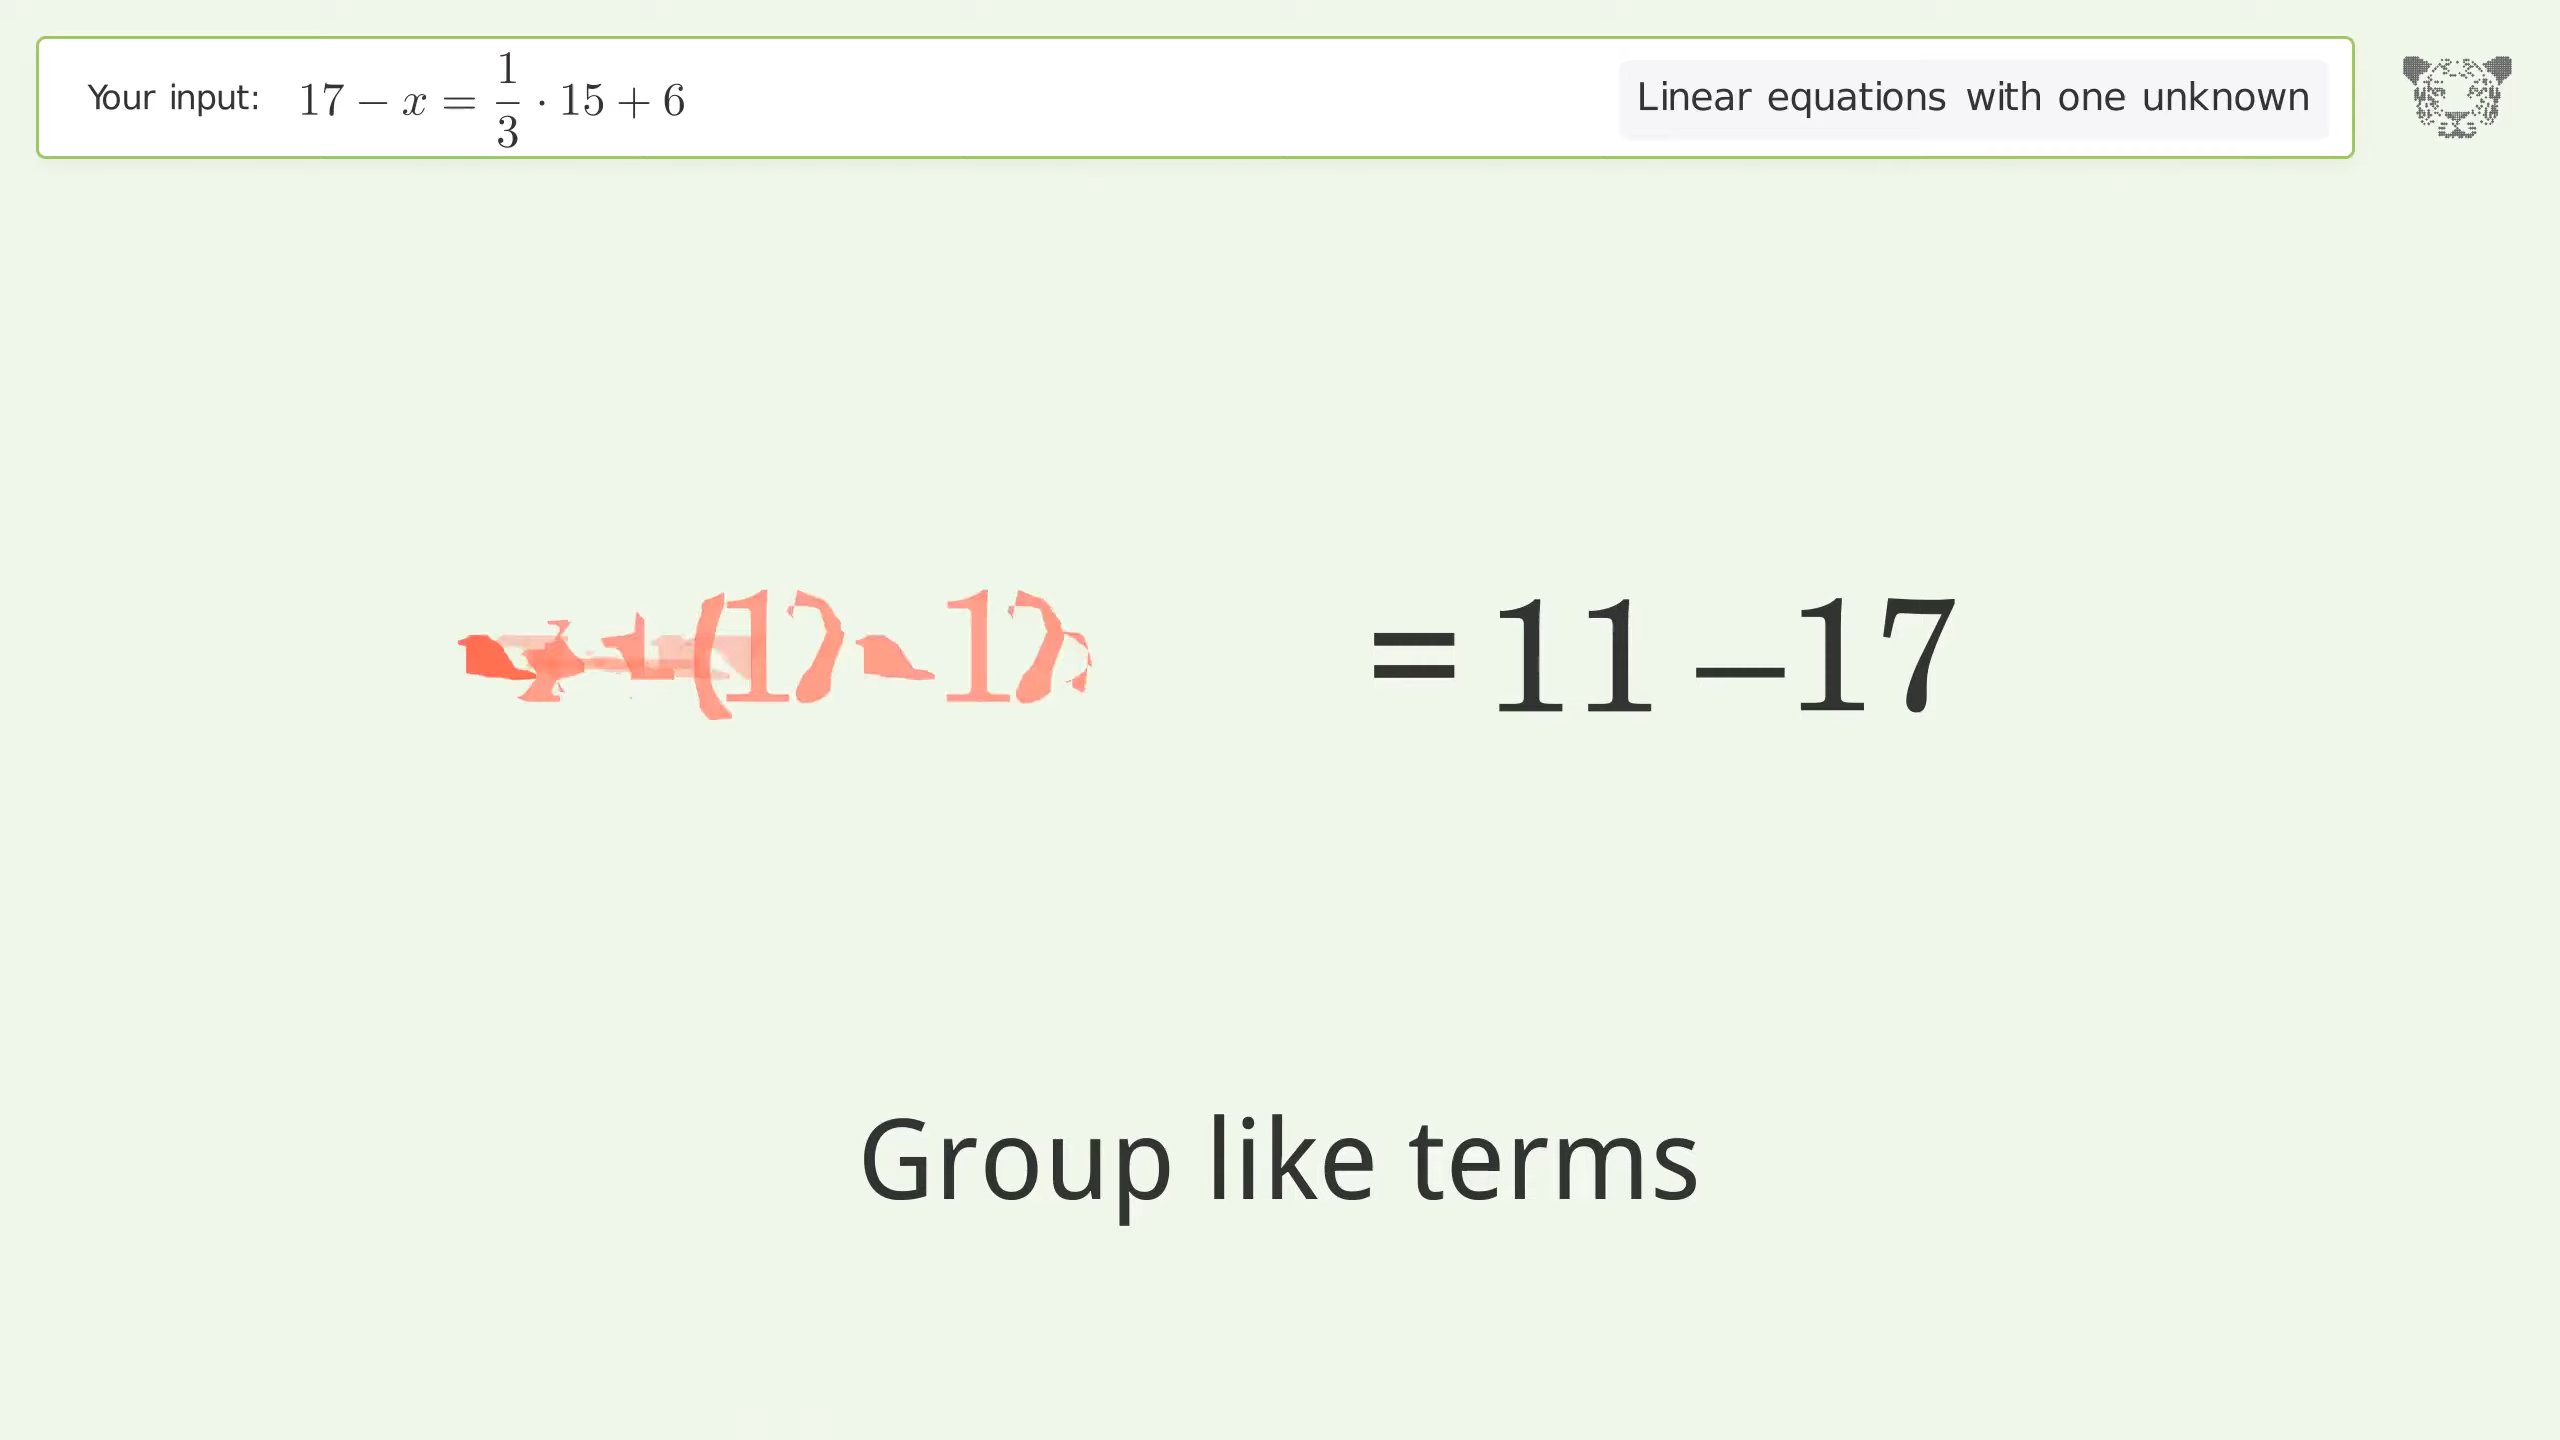 Your input: 17 − x = 1/3 · 15 + 6
Linear equations with one unknown
= 11 − 17
Group like terms